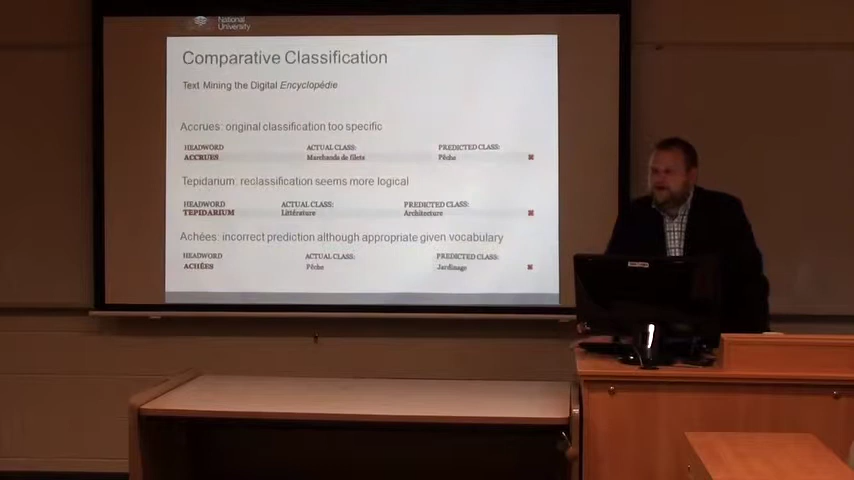 National
University
Comparative Classification
Text Mining the Digital Encyclopédie
Accrues: original classification too specific
HEADWORD ACTUAL CLASS: PREDICTED CLASS:
ACCRUES Marchands de filets Pêche
Tepidanum: reclassification seems more logical
HEADWORD ACTUAL CLASS: PREDICTED CLASS:
TEPIDARIUM Littérature Architecture
Achées: incorrect prediction although appropriate given vocabulary
HEADWORD ACTUAL CLASS: PREDICTED CLASS:
ACHÉES Pêche Jardinage